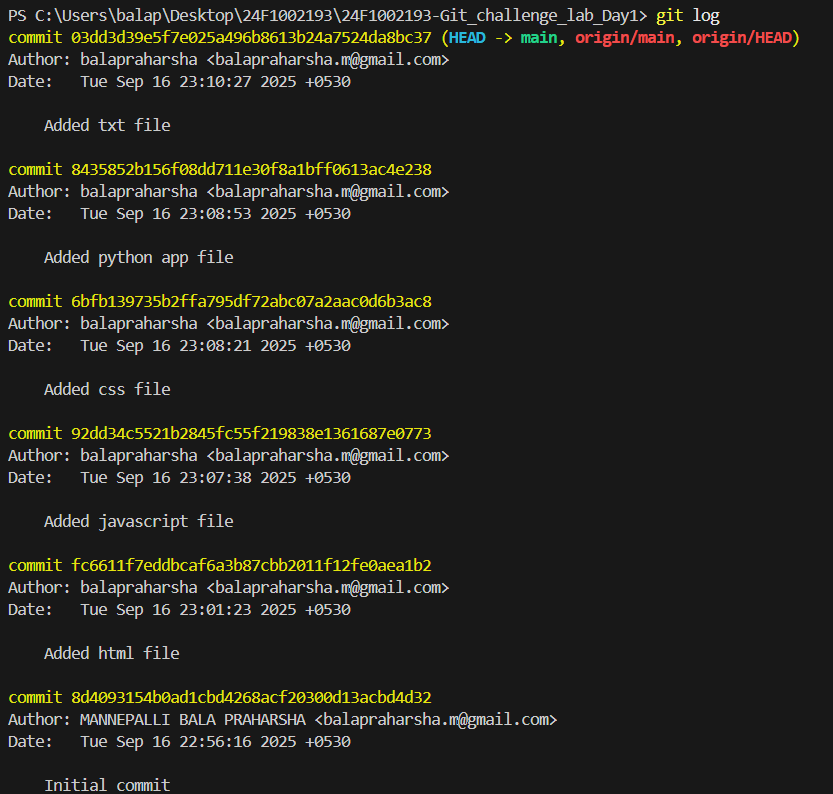 PS C:\Users\balap\Desktop\24F1002193\24F1002193-Git_challenge_lab_Day1> git log
commit 03dd3d39e5f7e025a496b8613b24a7524da8bc37 (HEAD -> main, origin/main, origin/HEAD)
Author: balapraharsha <balapraharsha.m@gmail.com>
Date:   Tue Sep 16 23:10:27 2025 +0530
Added txt file
commit 8435852b156f08dd711e30f8a1bff0613ac4e238
Author: balapraharsha <balapraharsha.m@gmail.com>
Date:   Tue Sep 16 23:08:53 2025 +0530
Added python app file
commit 6bfb139735b2ffa795df72abc07a2aac0d6b3ac8
Author: balapraharsha <balapraharsha.m@gmail.com>
Date:   Tue Sep 16 23:08:21 2025 +0530
Added css file
commit 92dd34c5521b2845fc55f219838e1361687e0773
Author: balapraharsha <balapraharsha.m@gmail.com>
Date:   Tue Sep 16 23:07:38 2025 +0530
Added javascript file
commit fc6611f7eddbcaf6a3b87cbb2011f12fe0aea1b2
Author: balapraharsha <balapraharsha.m@gmail.com>
Date:   Tue Sep 16 23:01:23 2025 +0530
Added html file
commit 8d4093154b0ad1cbd4268acf20300d13acbd4d32
Author: MANNEPALLI BALA PRAHARSHA <balapraharsha.m@gmail.com>
Date:   Tue Sep 16 22:56:16 2025 +0530
Initial commit